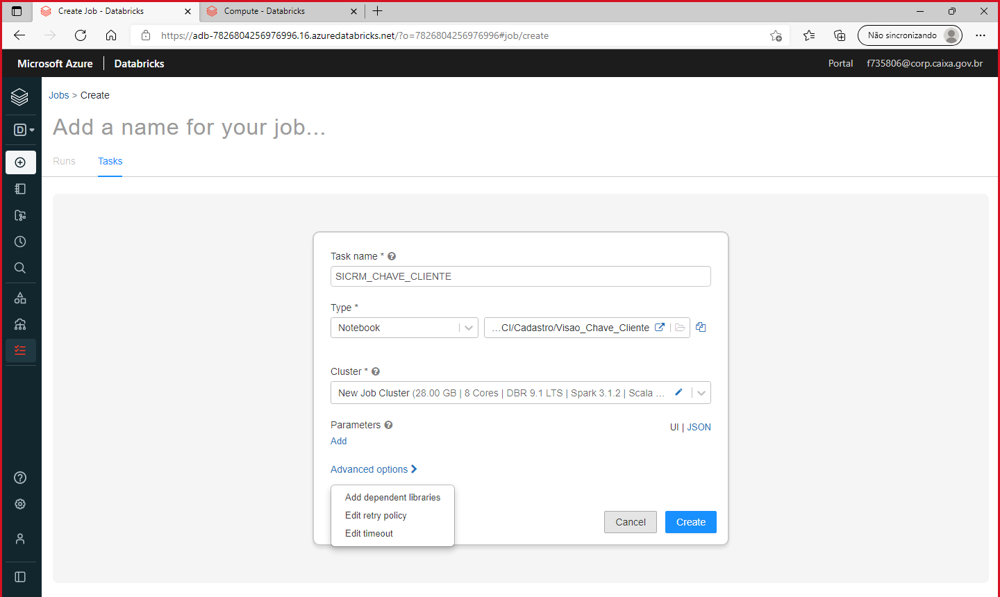 Create Job - Databricks
Compute - Databricks
https://adb-7826804256976996.16.azuredatabricks.net/?o=7826804256976996#job/create
Não sincronizando
Microsoft Azure | Databricks
Portal
f735806@corp.caixa.gov.br
Jobs > Create
D
Add a name for your job...
Runs
Tasks
Task name * ?
SICRM_CHAVE_CLIENTE
Type *
Notebook
...CI/Cadastro/Visao_Chave_Cliente
Cluster * ?
New Job Cluster (28.00 GB | 8 Cores | DBR 9.1 LTS | Spark 3.1.2 | Scala ...
Parameters ?
UI | JSON
Add
Advanced options
Add dependent libraries
Edit retry policy
Edit timeout
Cancel
Create